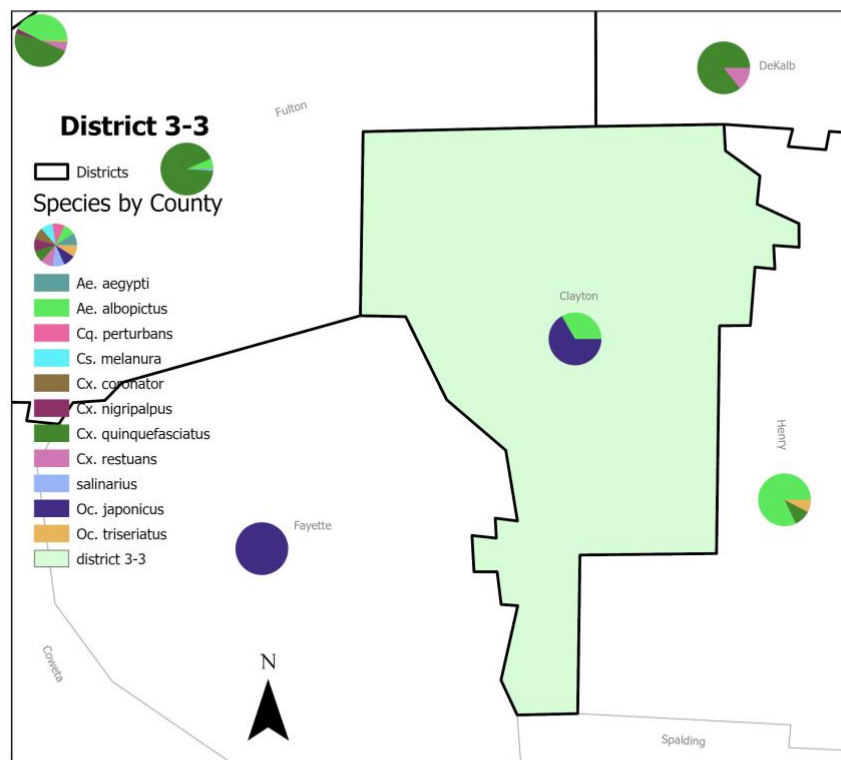 DeKalb
Fulton
District 3-3
Districts
Species by County
Ae. aegypti
Ae. albopictus
Cq. perturbans
Cs. melanura
Cx. coronator
Cx. nigripalpus
Cx. quinquefasciatus
Cx. restuans
salinarius
Oc. japonicus
Oc. triseriatus
district 3-3
Clayton
Henry
Fayette
Coweta
N
Spalding